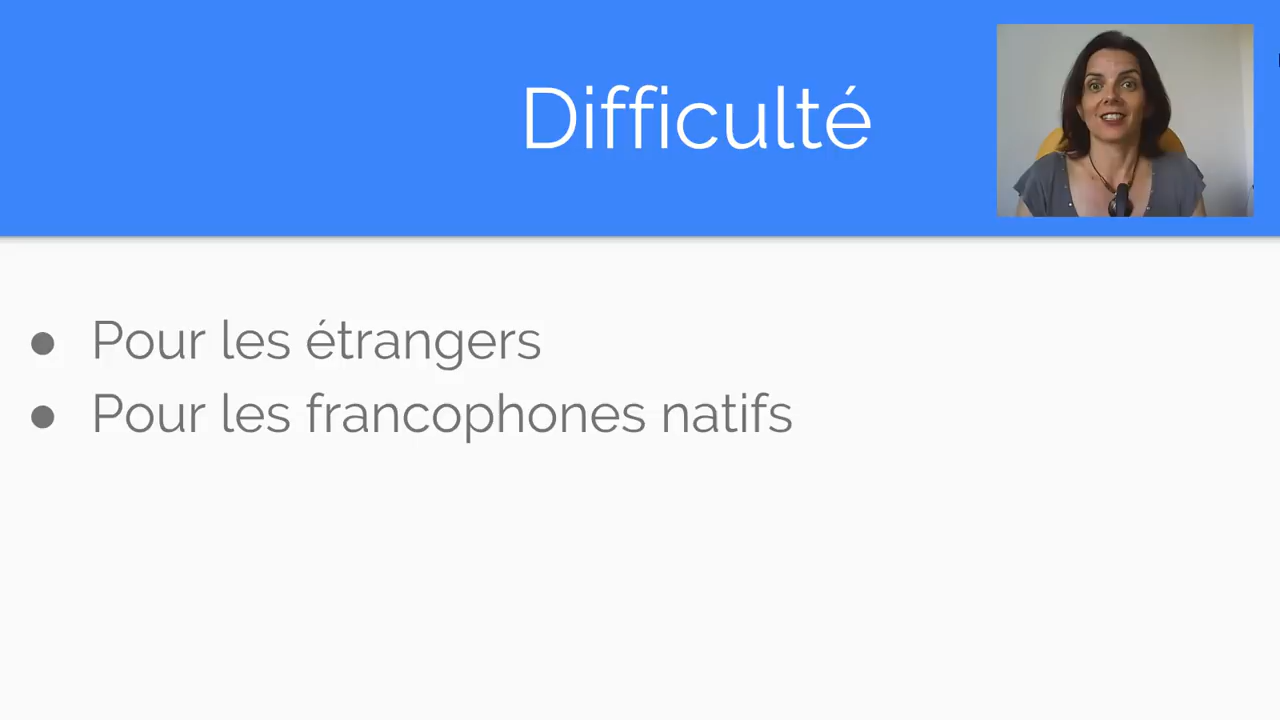 Difficulté
● Pour les étrangers
● Pour les francophones natifs